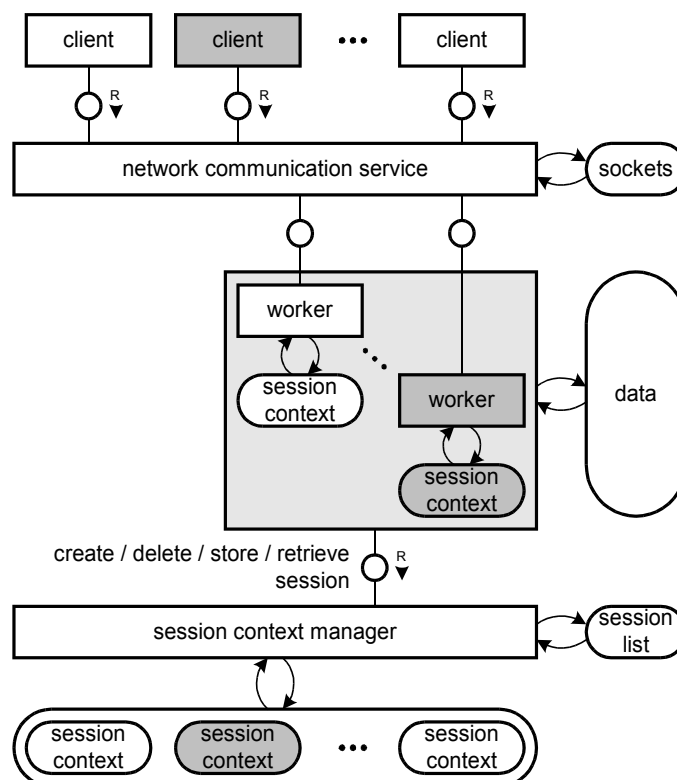 client
client
•••
client
R
R
R
network communication service
sockets
worker
session
context
worker
session
context
data
create / delete / store / retrieve
session
R
session context manager
session
list
session
context
session
context
•••
session
context